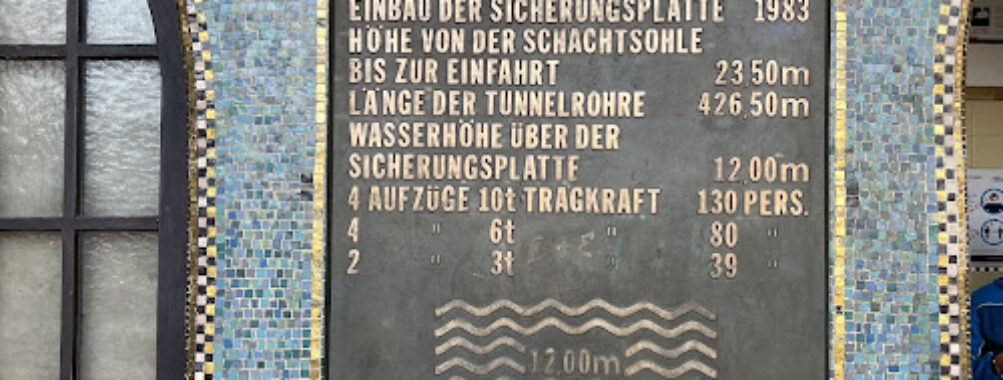 EINBAU DER SICHERUNGSPLATTE 1983
HÖHE VON DER SCHACHTSOHLE
BIS ZUR EINFAHRT 23,50m
LÄNGE DER TUNNELROHRE 426,50m
WASSERHÖHE ÜBER DER
SICHERUNGSPLATTE 12,00m
4 AUFZÜGE 10t TRAGKRAFT 130 PERS.
4 " 6t " 80 "
2 " 3t " 39 "
12,00m